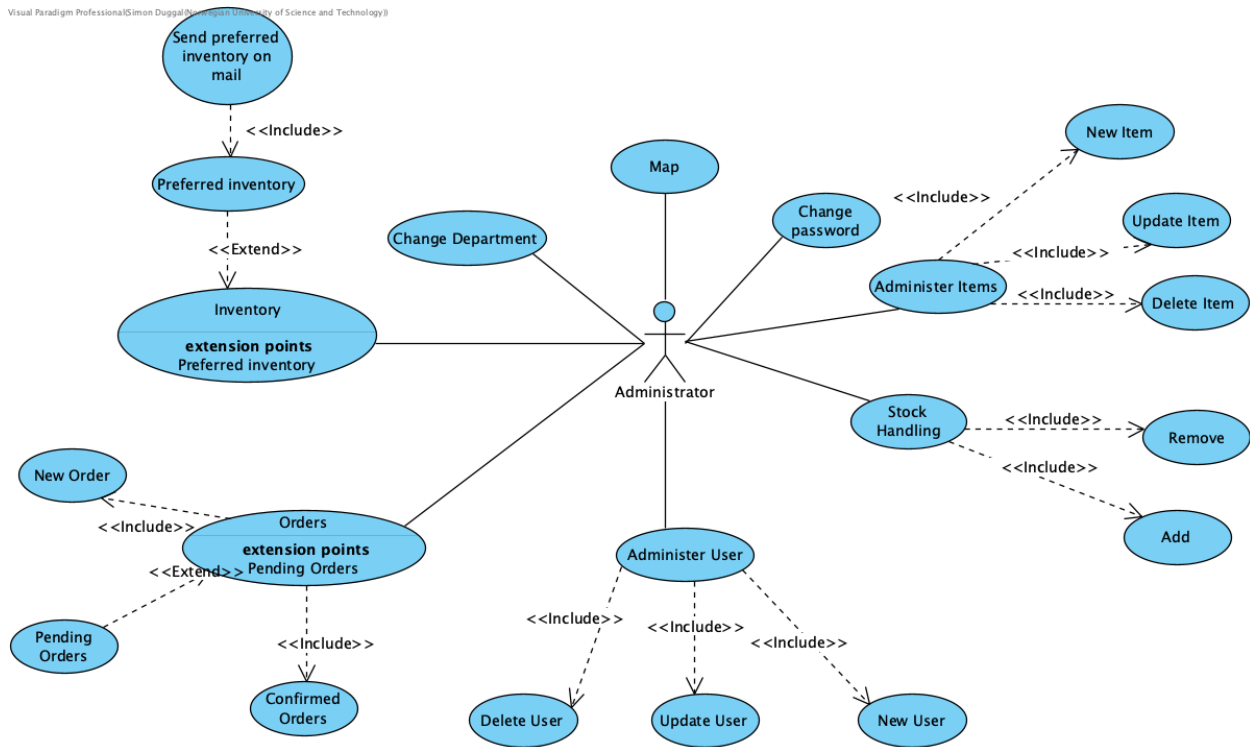 Visual Paradigm Professional(Simon Duggal(Norwegian University of Science and Technology))
Send preferred
inventory on
mail
<<Include>>
Preferred inventory
<<Extend>>
Inventory
extension points
Preferred inventory
Change Department
Map
Change
password
New Item
<<Include>>
Update Item
<<Include>>
Administer Items
<<Include>>
Delete Item
Administrator
Stock
Handling
<<Include>>
Remove
<<Include>>
Add
New Order
<<Include>>
Orders
extension points
Pending Orders
<<Extend>>
Pending
Orders
<<Include>>
Confirmed
Orders
Administer User
<<Include>>
<<Include>>
<<Include>>
Delete User
Update User
New User